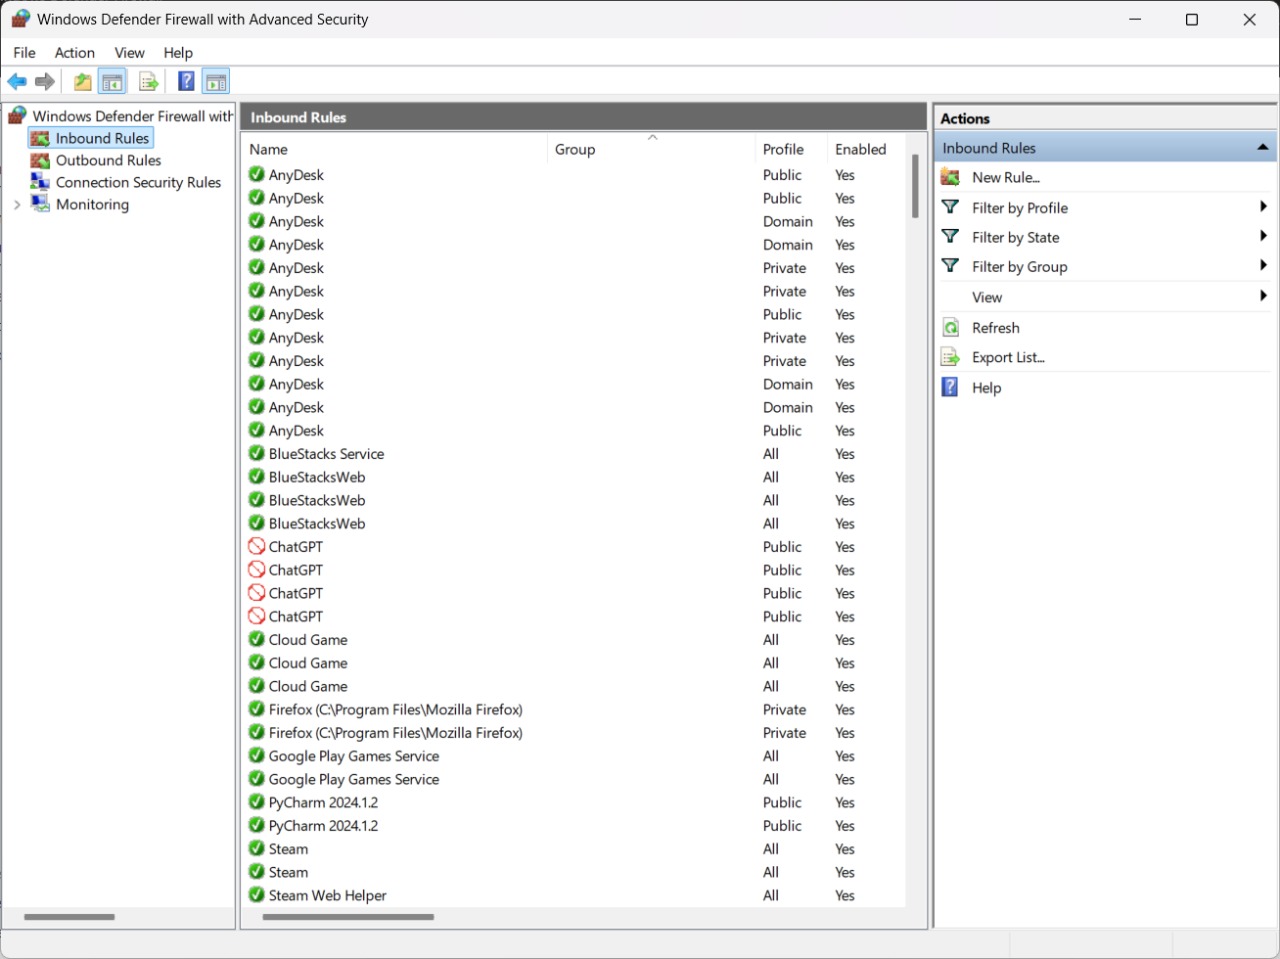 Windows Defender Firewall with Advanced Security
File Action View Help
Windows Defender Firewall with
Inbound Rules
Outbound Rules
Connection Security Rules
Monitoring
Inbound Rules
Name Group Profile Enabled
AnyDesk Public Yes
AnyDesk Public Yes
AnyDesk Domain Yes
AnyDesk Domain Yes
AnyDesk Private Yes
AnyDesk Private Yes
AnyDesk Public Yes
AnyDesk Private Yes
AnyDesk Private Yes
AnyDesk Domain Yes
AnyDesk Domain Yes
AnyDesk Public Yes
BlueStacks Service All Yes
BlueStacksWeb All Yes
BlueStacksWeb All Yes
BlueStacksWeb All Yes
ChatGPT Public Yes
ChatGPT Public Yes
ChatGPT Public Yes
ChatGPT Public Yes
Cloud Game All Yes
Cloud Game All Yes
Cloud Game All Yes
Firefox (C:\Program Files\Mozilla Firefox) Private Yes
Firefox (C:\Program Files\Mozilla Firefox) Private Yes
Google Play Games Service All Yes
Google Play Games Service All Yes
PyCharm 2024.1.2 Public Yes
PyCharm 2024.1.2 Public Yes
Steam All Yes
Steam All Yes
Steam Web Helper All Yes
Actions
Inbound Rules
New Rule...
Filter by Profile
Filter by State
Filter by Group
View
Refresh
Export List...
Help